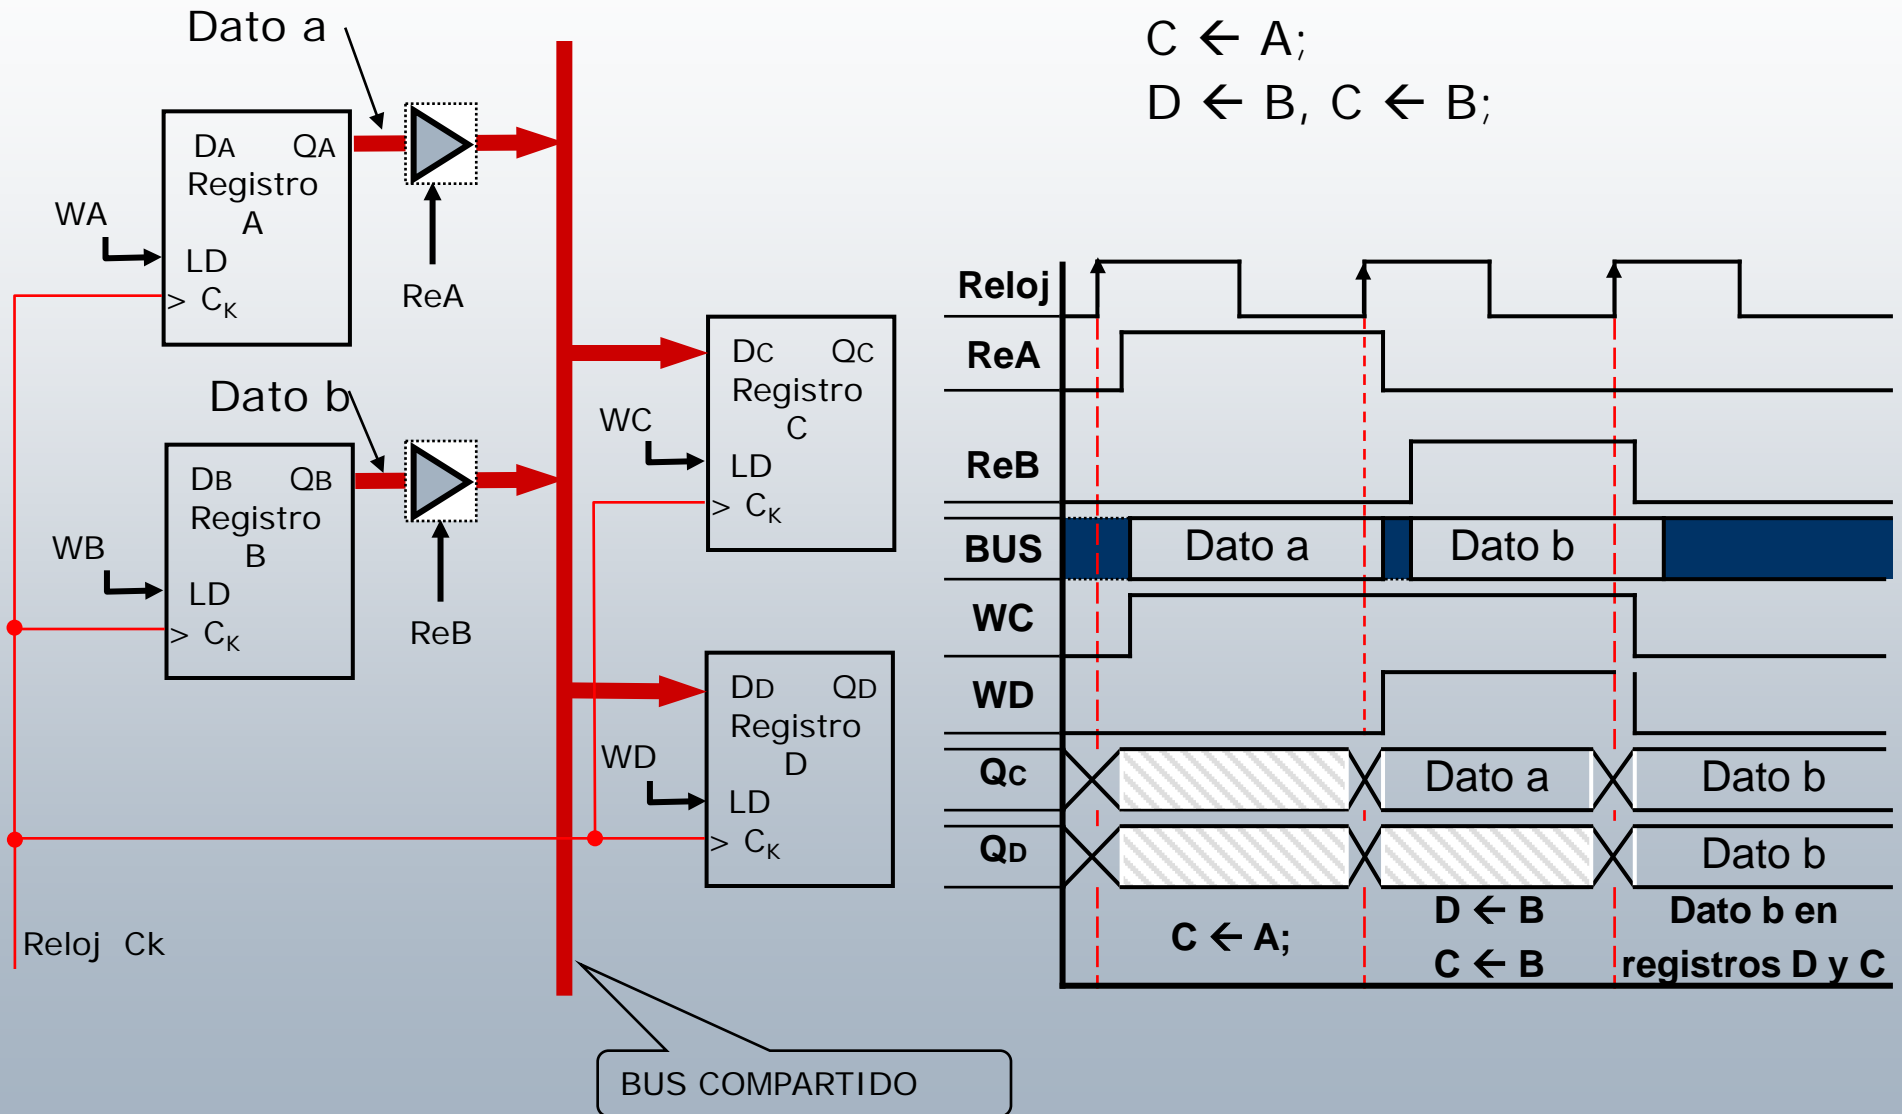 Dato a
C ← A;
D ← B, C ← B;
DA QA
Registro
A
WA
LD
> CK
ReA
Dato b
DB QB
Registro
B
WB
LD
> CK
ReB
DC QC
Registro
C
WC
LD
> CK
DD QD
Registro
D
WD
LD
> CK
Reloj Ck
BUS COMPARTIDO
Reloj
ReA
ReB
BUS Dato a Dato b
WC
WD
QC Dato a Dato b
QD Dato b
C ← A;
D ← B
C ← B
Dato b en
registros D y C